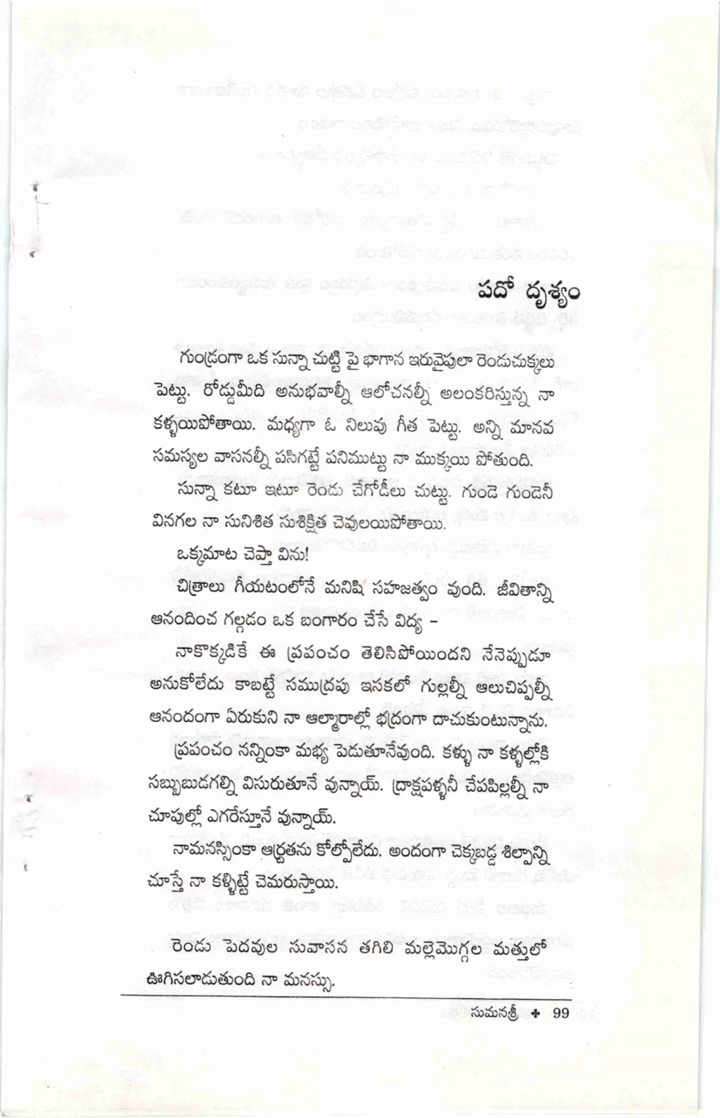 పదో దృశ్యం
గుండ్రంగా ఒక సున్నా చుట్టి పై భాగాన ఇరువైపులా రెండుచుక్కలు
పెట్టు. రోడ్డుమీది అనుభవాల్నీ ఆలోచనల్నీ అలంకరిస్తున్న నా
కళ్ళయిపోతాయి. మధ్యగా ఓ నిలువు గీత పెట్టు. అన్ని మానవ
సమస్యల వాసనల్నీ పసిగట్టే పనిముట్టు నా ముక్కయి పోతుంది.
సున్నా కటూ ఇటూ రెండు చేగోడీలు చుట్టు. గుండె గుండెనీ
వినగల నా సునిశిత సుశిక్షిత చెవులయిపోతాయి.
ఒక్కమాట చెప్తా విను!
చిత్రాలు గీయటంలోనే మనిషి సహజత్వం వుంది. జీవితాన్ని
ఆనందించ గల్గడం ఒక బంగారం చేసే విద్య –
నాకొక్కడికే ఈ ప్రపంచం తెలిసిపోయిందని నేనెప్పుడూ
అనుకోలేదు కాబట్టే సముద్రపు ఇసకలో గుల్లల్నీ ఆలుచిప్పల్నీ
ఆనందంగా ఏరుకుని నా ఆల్మారాల్లో భద్రంగా దాచుకుంటున్నాను.
ప్రపంచం నన్నింకా మభ్య పెడుతూనేవుంది. కళ్ళు నా కళ్ళల్లోకి
సబ్బుబుడగల్ని విసురుతూనే వున్నాయ్. ద్రాక్షపళ్ళనీ చేపపిల్లల్నీ నా
చూపుల్లో ఎగరేస్తూనే వున్నాయ్.
నామనస్సింకా ఆర్ద్రతను కోల్పోలేదు. అందంగా చెక్కబడ్డ శిల్పాన్ని
చూస్తే నా కళ్ళిట్టే చెమరుస్తాయి.
రెండు పెదవుల సువాసన తగిలి మల్లెమొగ్గల మత్తులో
ఊగిసలాడుతుంది నా మనస్సు.
సుమనశ్రీ ✤ 99